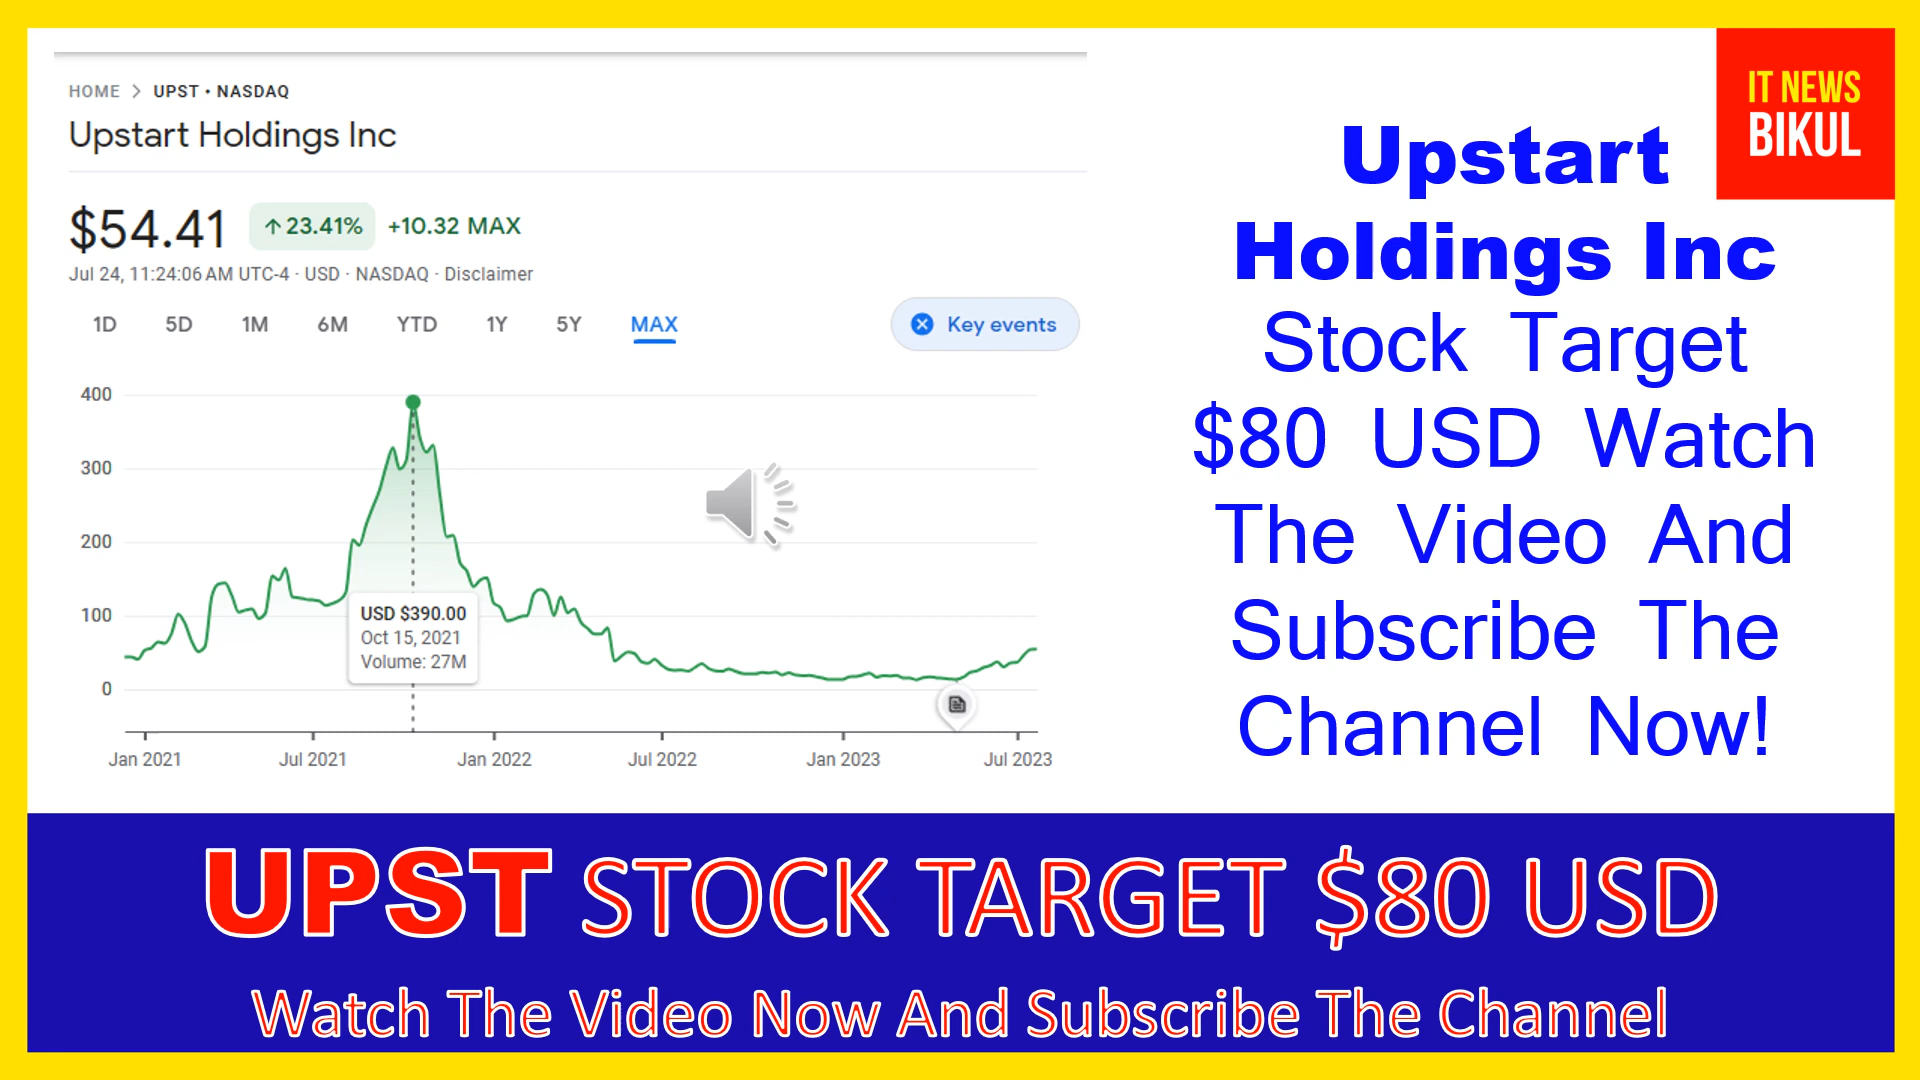 HOME > UPST • NASDAQ
Upstart Holdings Inc
$54.41 ↑ 23.41% +10.32 MAX
Jul 24, 11:24:06 AM UTC-4 · USD · NASDAQ · Disclaimer
1D 5D 1M 6M YTD 1Y 5Y MAX Key events
400
300
200
100
0
USD $390.00
Oct 15, 2021
Volume: 27M
Jan 2021 Jul 2021 Jan 2022 Jul 2022 Jan 2023 Jul 2023
IT NEWS
BIKUL
Upstart
Holdings Inc
Stock Target
$80 USD Watch
The Video And
Subscribe The
Channel Now!
UPST STOCK TARGET $80 USD
Watch The Video Now And Subscribe The Channel